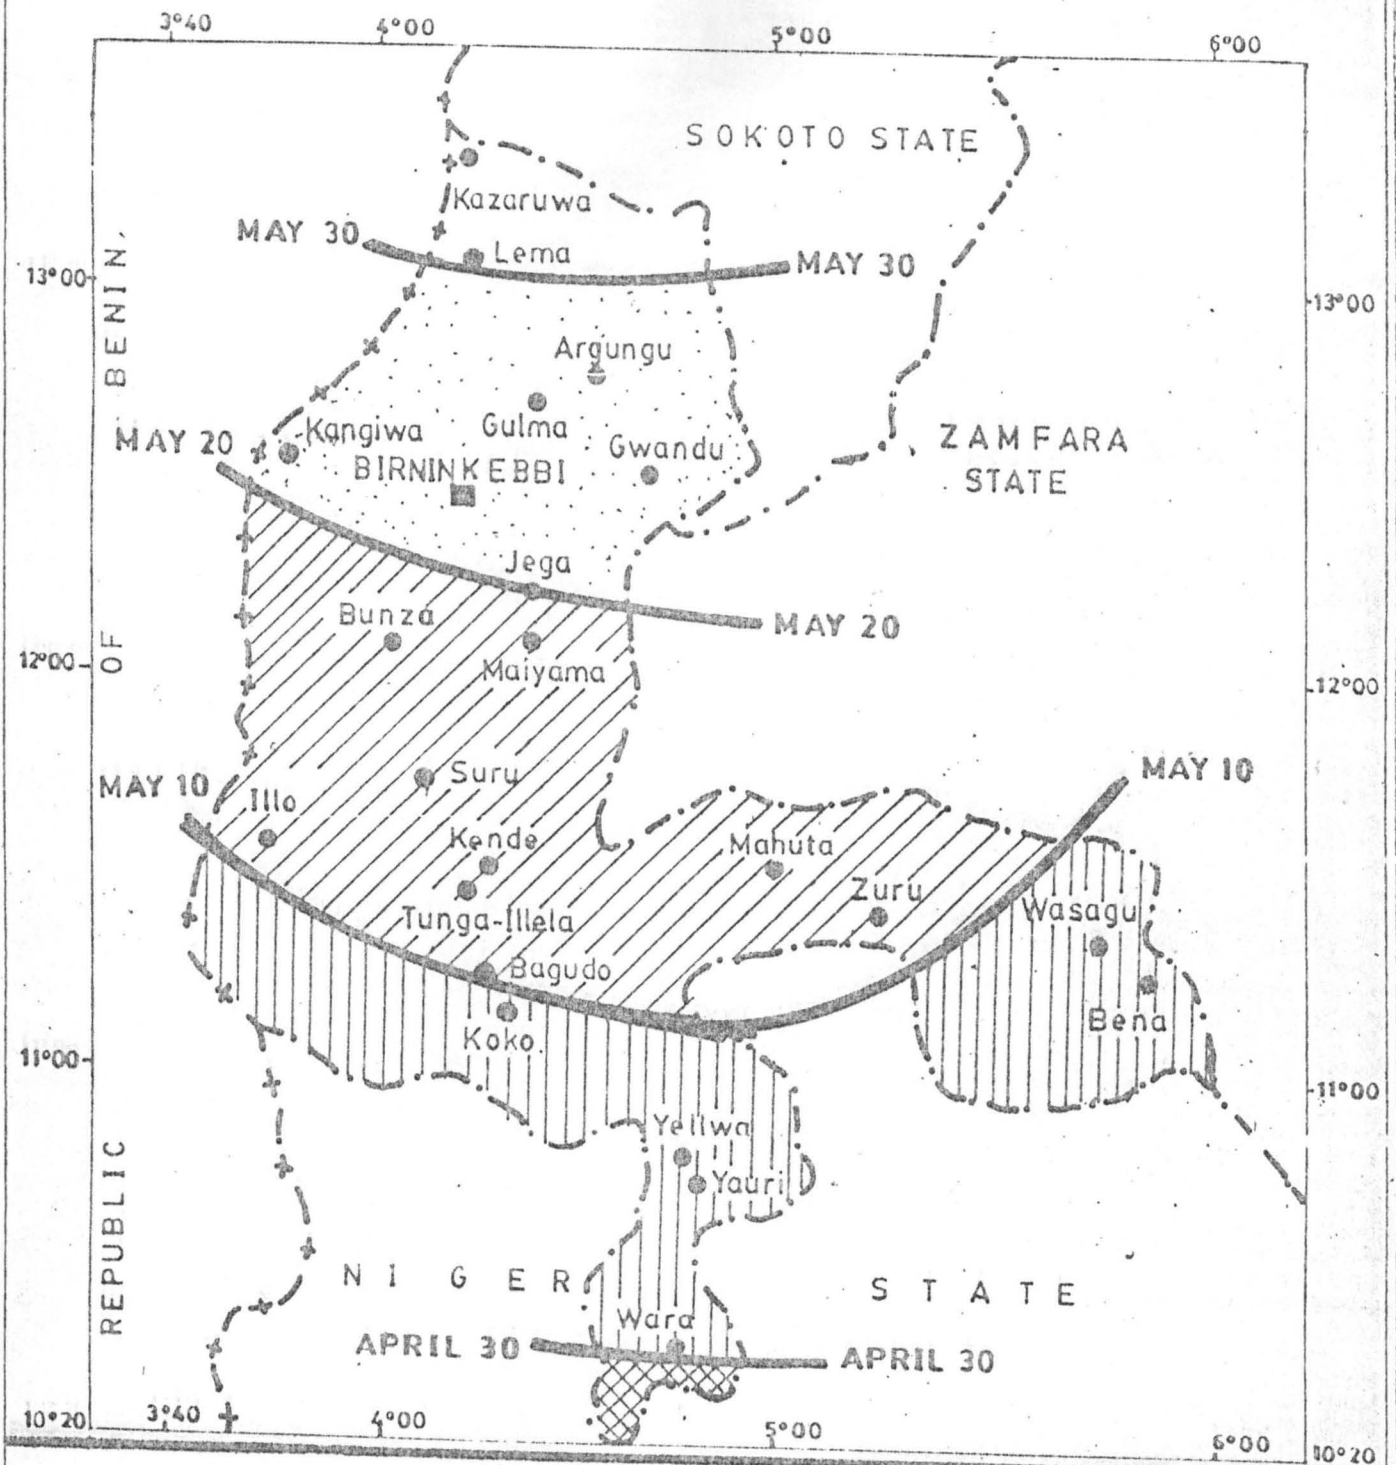 3°40 4°00 5°00 6°00
SOKOTO STATE
Kazaruwa
MAY 30
Lema
MAY 30
13°00
13°00
Argungu
Kangiwa
Gulma
MAY 20
BIRNIN KEBBI
Gwandu
ZAMFARA
STATE
Jega
Bunza
MAY 20
12°00
Maiyama
12°00
MAY 10
Illo
Suru
MAY 10
Kende
Mahuta
Zuru
Tunga-Illela
Wasagu
Bagudo
Koko
Bena
11°00
11°00
Yellwa
Yauri
REPUBLIC OF BENIN,
NIGER STATE
Wara
APRIL 30
APRIL 30
10°20 3°40 4°00 5°00 6°00 10°20